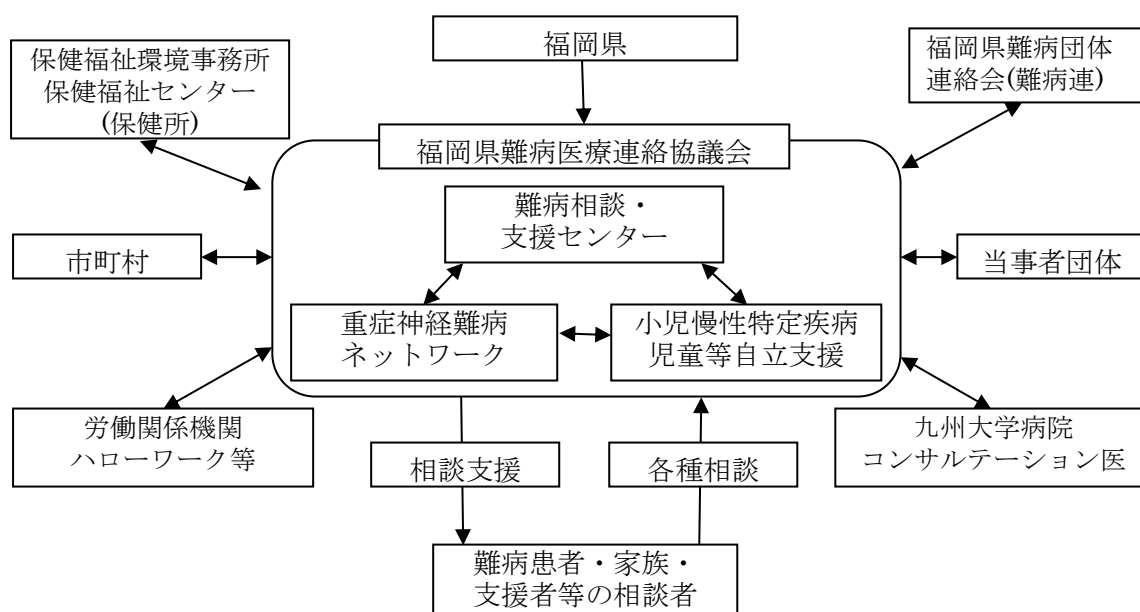 福岡県
保健福祉環境事務所
保健福祉センター
(保健所)
福岡県難病団体
連絡会(難病連)
福岡県難病医療連絡協議会
難病相談・
支援センター
市町村
当事者団体
重症神経難病
ネットワーク
小児慢性特定疾病
児童等自立支援
労働関係機関
ハローワーク等
九州大学病院
コンサルテーション医
相談支援
各種相談
難病患者・家族・
支援者等の相談者